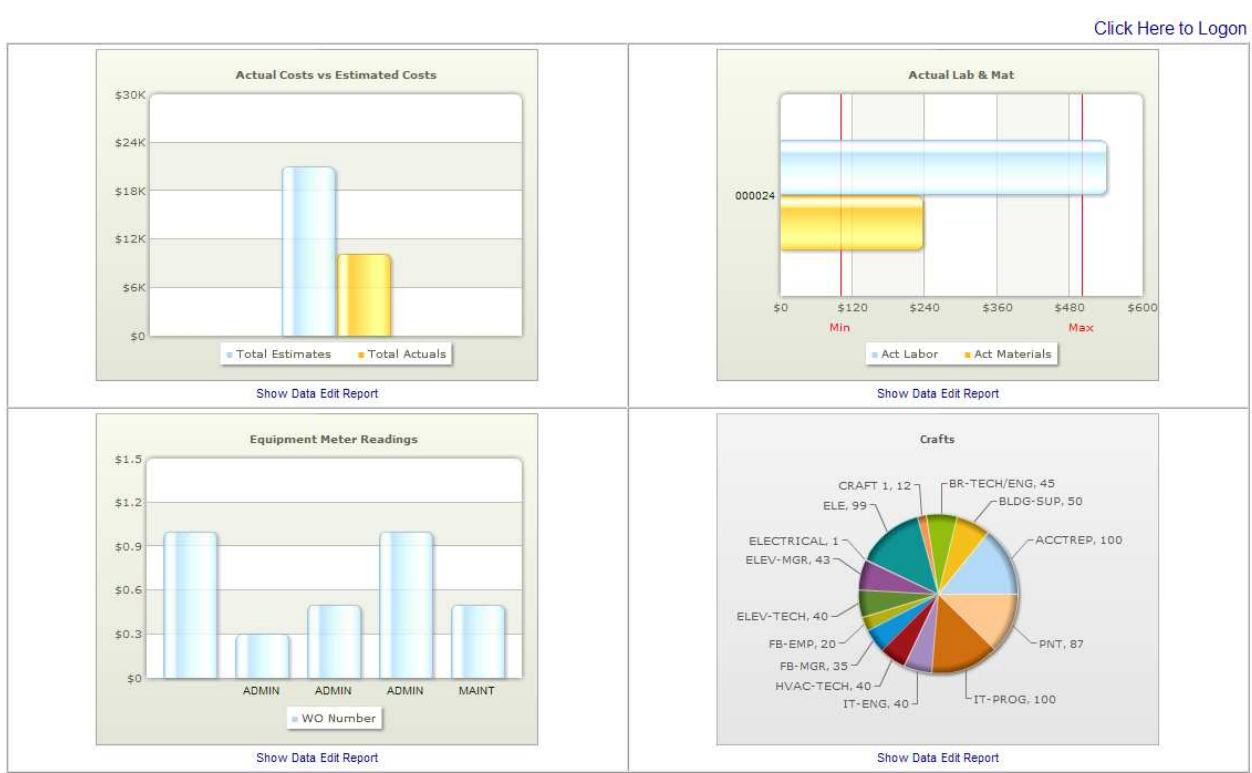 Click Here to Logon
Actual Costs vs Estimated Costs
$30K
$24K
$18K
$12K
$6K
$0
Total Estimates Total Actuals
Show Data Edit Report
Actual Lab & Mat
000024
$0 $120 $240 $360 $480 $600
Min Max
Act Labor Act Materials
Show Data Edit Report
Equipment Meter Readings
$1.5
$1.2
$0.9
$0.6
$0.3
$0
ADMIN ADMIN ADMIN MAINT
WO Number
Show Data Edit Report
Crafts
CRAFT 1, 12
BR-TECH/ENG, 45
ELE, 99
BLDG-SUP, 50
ELECTRICAL, 1
ACCTREP, 100
ELEV-MGR, 43
ELEV-TECH, 40
FB-EMP, 20
PNT, 87
FB-MGR, 35
HVAC-TECH, 40
IT-ENG, 40
IT-PROG, 100
Show Data Edit Report